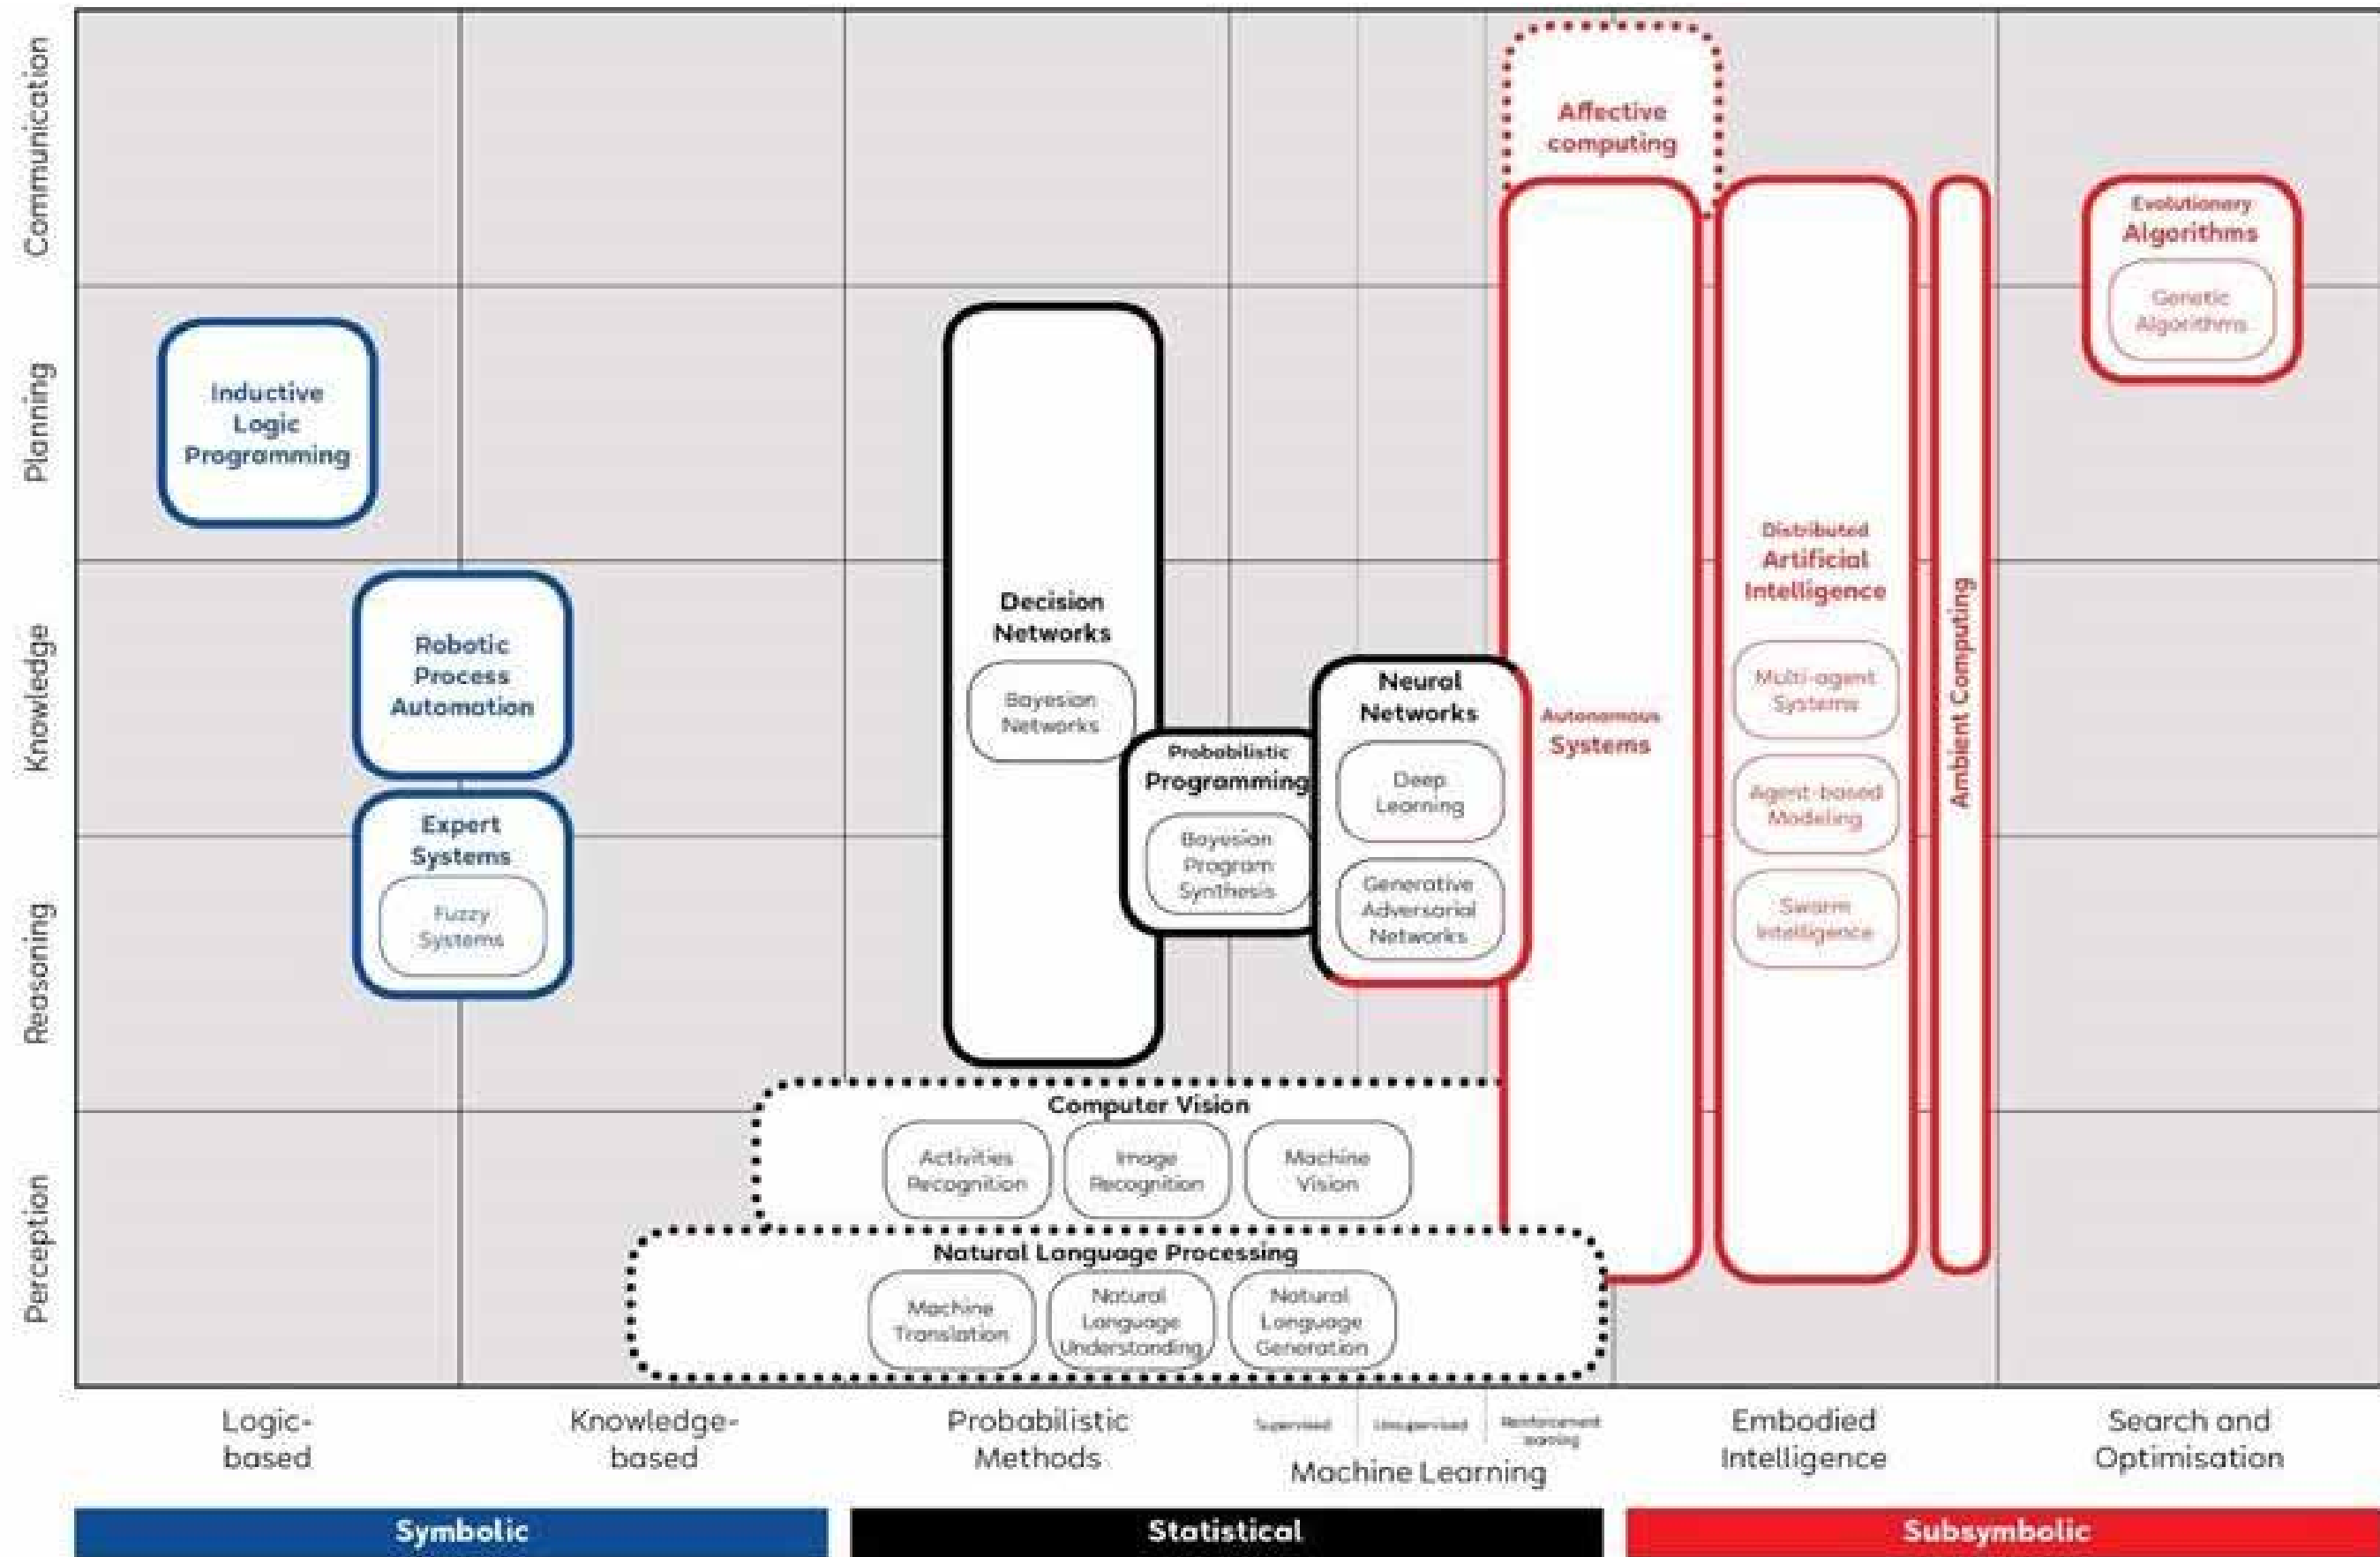 Communication
Planning
Knowledge
Reasoning
Perception
Affective
computing
Evolutionary
Algorithms
Genetic
Algorithms
Inductive
Logic
Programming
Robotic
Process
Automation
Expert
Systems
Fuzzy
Systems
Decision
Networks
Bayesian
Networks
Probabilistic
Programming
Bayesian
Program
Synthesis
Neural
Networks
Deep
Learning
Generative
Adversarial
Networks
Autonomous
Systems
Distributed
Artificial
Intelligence
Multi-agent
Systems
Agent-based
Modeling
Swarm
Intelligence
Ambient Computing
Computer Vision
Activities
Recognition
Image
Recognition
Machine
Vision
Natural Language Processing
Machine
Translation
Natural
Language
Understanding
Natural
Language
Generation
Logic-
based
Knowledge-
based
Probabilistic
Methods
Supervised
Unsupervised
Reinforcement
learning
Machine Learning
Embodied
Intelligence
Search and
Optimisation
Symbolic
Statistical
Subsymbolic